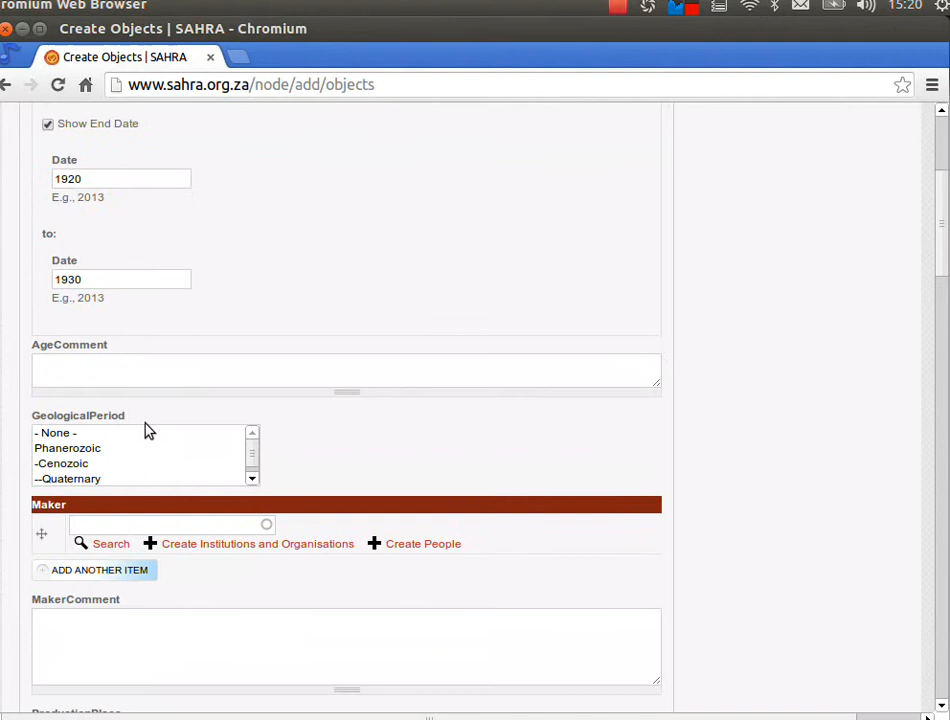 romium Web Browser
15:20
Create Objects | SAHRA - Chromium
Create Objects | SAHRA
www.sahra.org.za/node/add/objects
Show End Date
Date
1920
E.g., 2013
to:
Date
1930
E.g., 2013
AgeComment
GeologicalPeriod
- None -
Phanerozoic
-Cenozoic
--Quaternary
Maker
Search
Create Institutions and Organisations
Create People
ADD ANOTHER ITEM
MakerComment
ProductionPlace